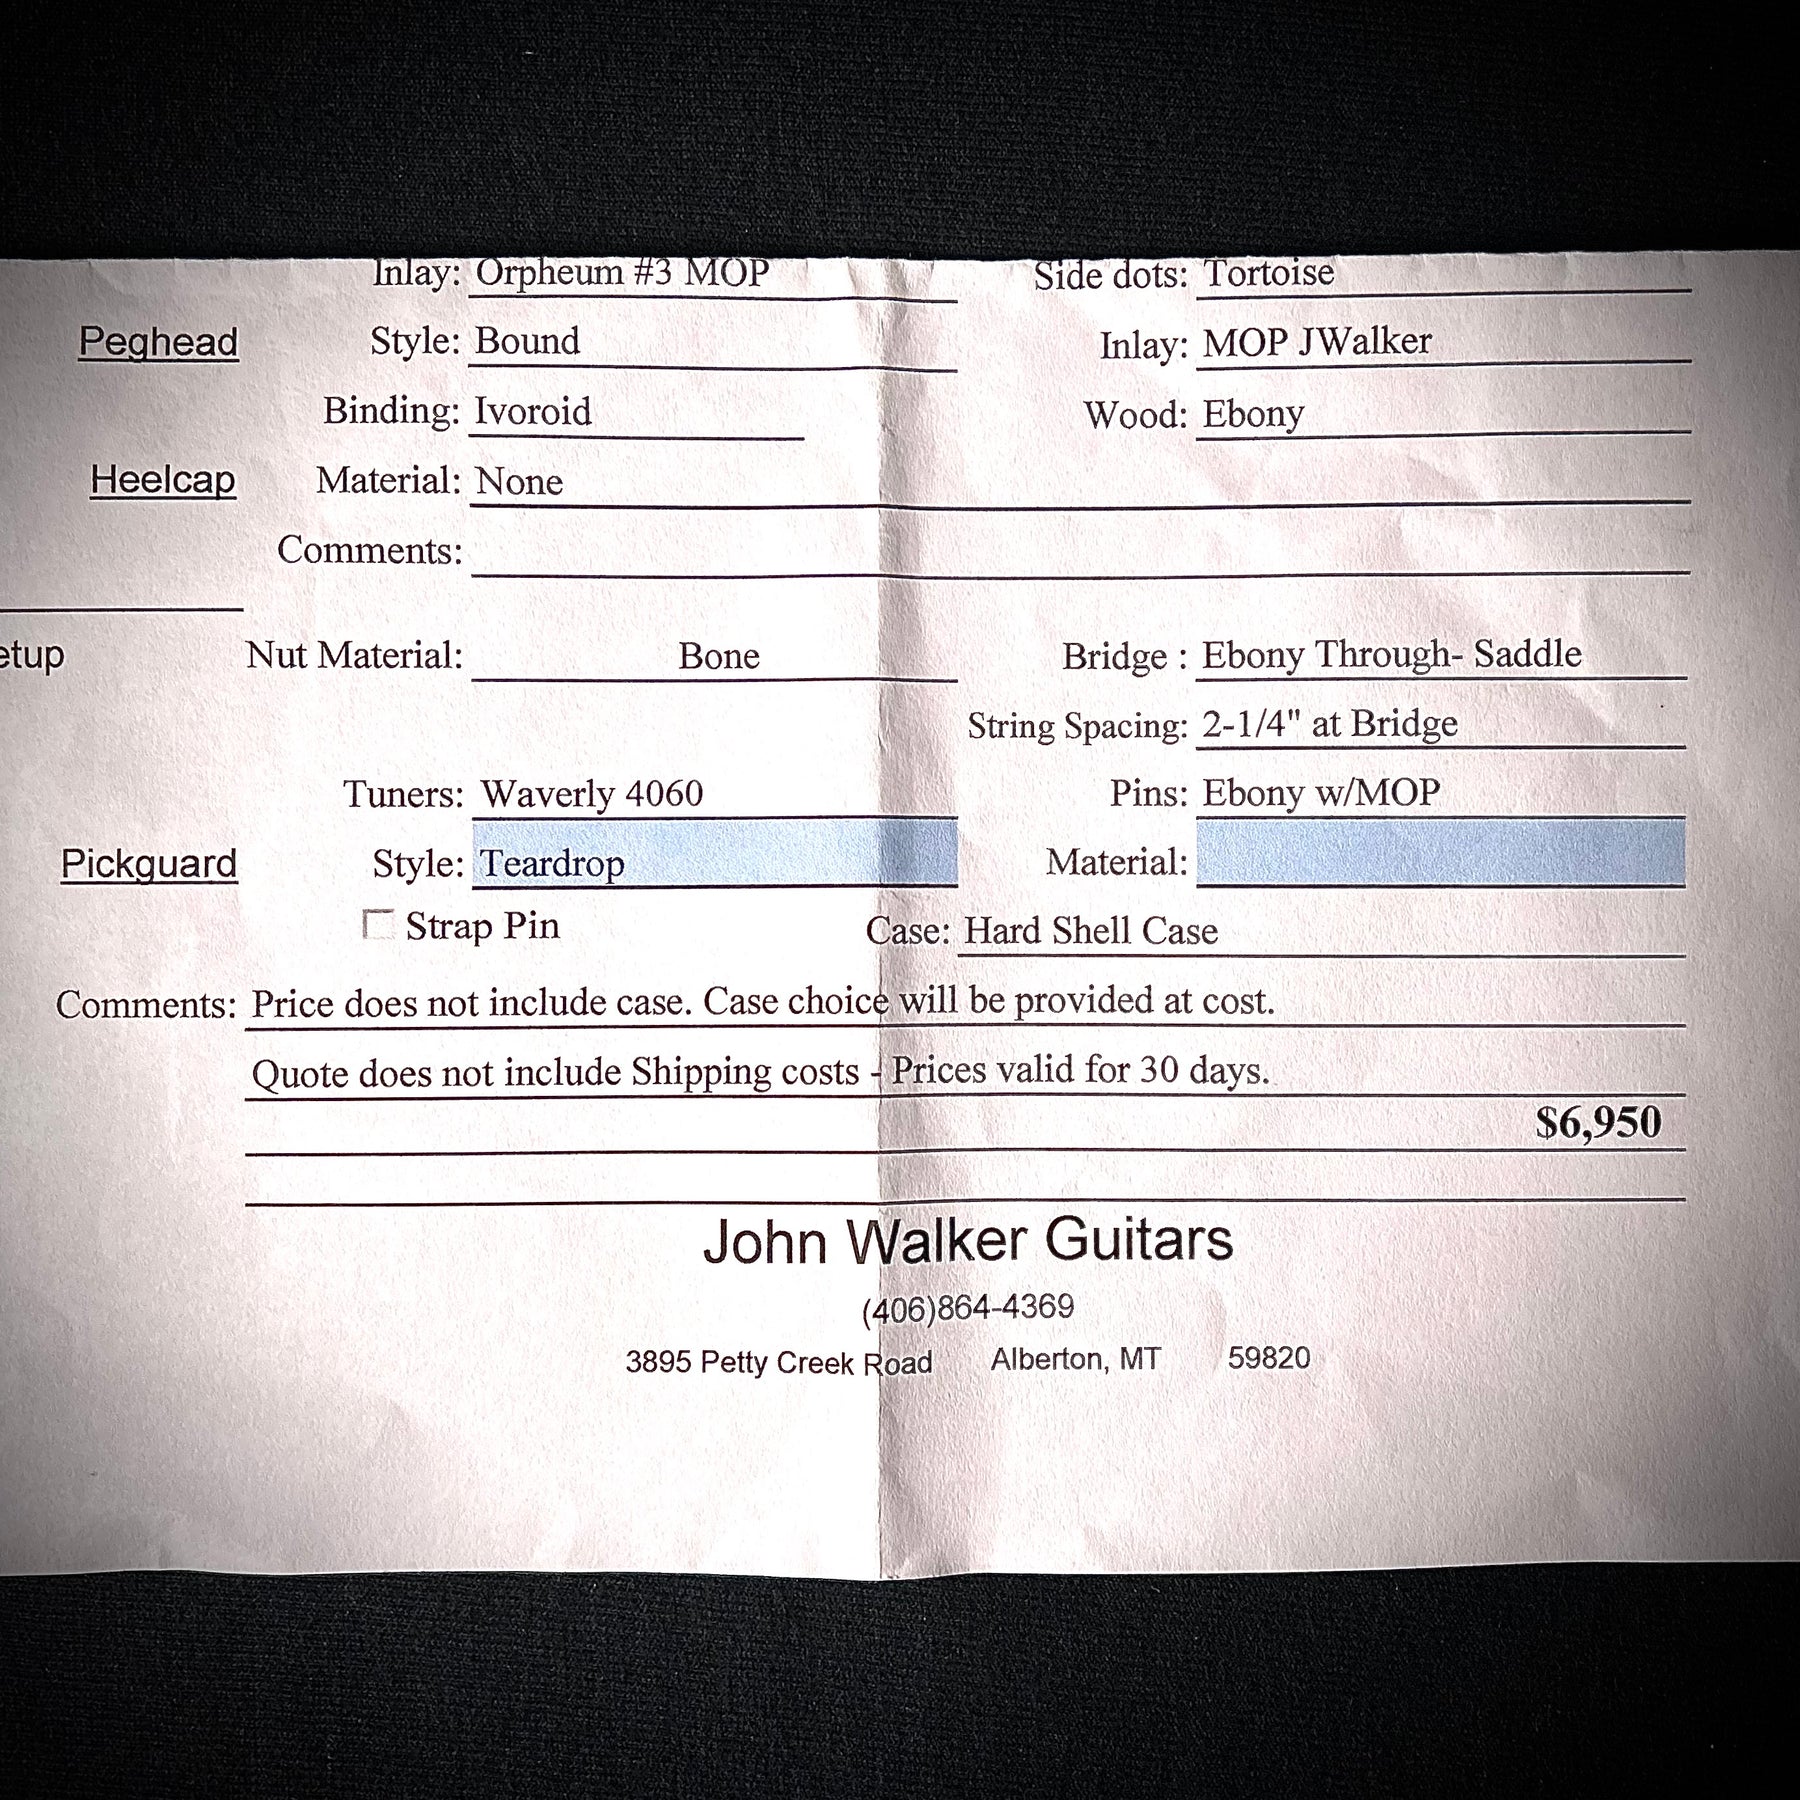 Inlay: Orpheum #3 MOP Side dots: Tortoise
Peghead Style: Bound Inlay: MOP JWalker
Binding: Ivoroid Wood: Ebony
Heelcap Material: None
Comments:
etup Nut Material: Bone Bridge : Ebony Through- Saddle
String Spacing: 2-1/4" at Bridge
Tuners: Waverly 4060 Pins: Ebony w/MOP
Pickguard Style: Teardrop Material:
Strap Pin Case: Hard Shell Case
Comments: Price does not include case. Case choice will be provided at cost.
Quote does not include Shipping costs - Prices valid for 30 days.
$6,950
John Walker Guitars
(406)864-4369
3895 Petty Creek Road Alberton, MT 59820